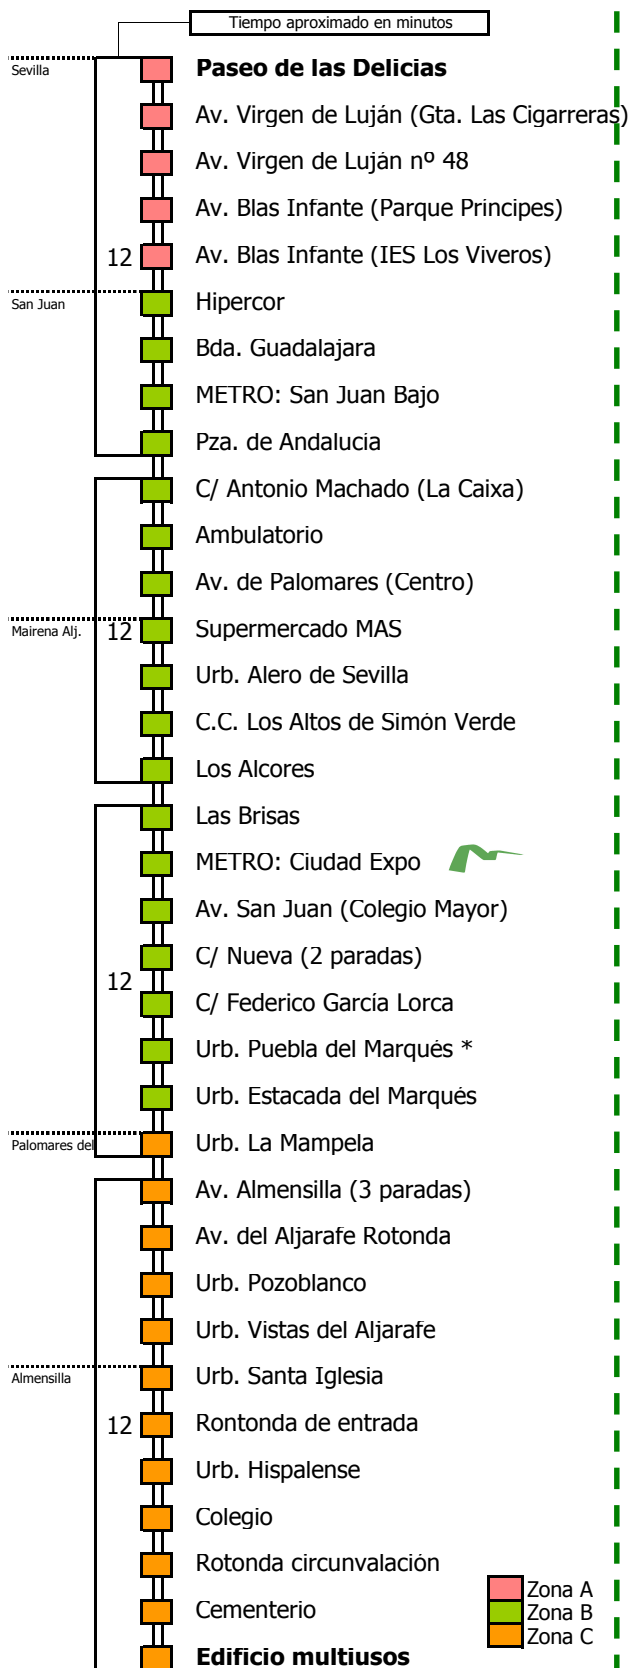 Tiempo aproximado en minutos
Sevilla
Paseo de las Delicias
Av. Virgen de Luján (Gta. Las Cigarreras)
Av. Virgen de Luján nº 48
Av. Blas Infante (Parque Principes)
12
Av. Blas Infante (IES Los Viveros)
San Juan
Hipercor
Bda. Guadalajara
METRO: San Juan Bajo
Pza. de Andalucia
C/ Antonio Machado (La Caixa)
Ambulatorio
Av. de Palomares (Centro)
Mairena Alj.
12
Supermercado MAS
Urb. Alero de Sevilla
C.C. Los Altos de Simón Verde
Los Alcores
Las Brisas
METRO: Ciudad Expo
Av. San Juan (Colegio Mayor)
C/ Nueva (2 paradas)
12
C/ Federico García Lorca
Urb. Puebla del Marqués *
Urb. Estacada del Marqués
Palomares del
Urb. La Mampela
Av. Almensilla (3 paradas)
Av. del Aljarafe Rotonda
Urb. Pozoblanco
Urb. Vistas del Aljarafe
Almensilla
Urb. Santa Iglesia
12
Rontonda de entrada
Urb. Hispalense
Colegio
Rotonda circunvalación
Cementerio
Edificio multiusos
Zona A
Zona B
Zona C